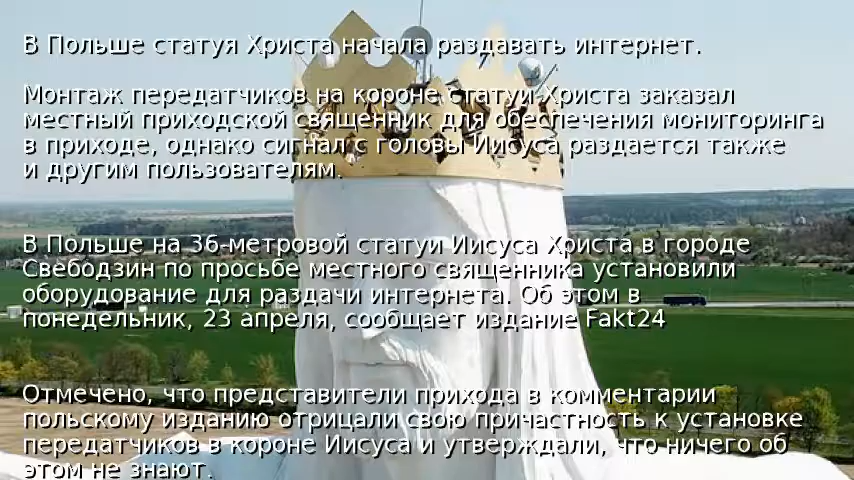 В Польше статуя Христа начала раздавать интернет.
Монтаж передатчиков на короне статуи Христа заказал
местный приходской священник для обеспечения мониторинга
в приходе, однако сигнал с головы Иисуса раздается также
и другим пользователям.
В Польше на 36-метровой статуи Иисуса Христа в городе
Свебодзин по просьбе местного священника установили
оборудование для раздачи интернета. Об этом в
понедельник, 23 апреля, сообщает издание Fakt24
Отмечено, что представители прихода в комментарии
польскому изданию отрицали свою причастность к установке
передатчиков в короне Иисуса и утверждали, что ничего об
этом не знают.